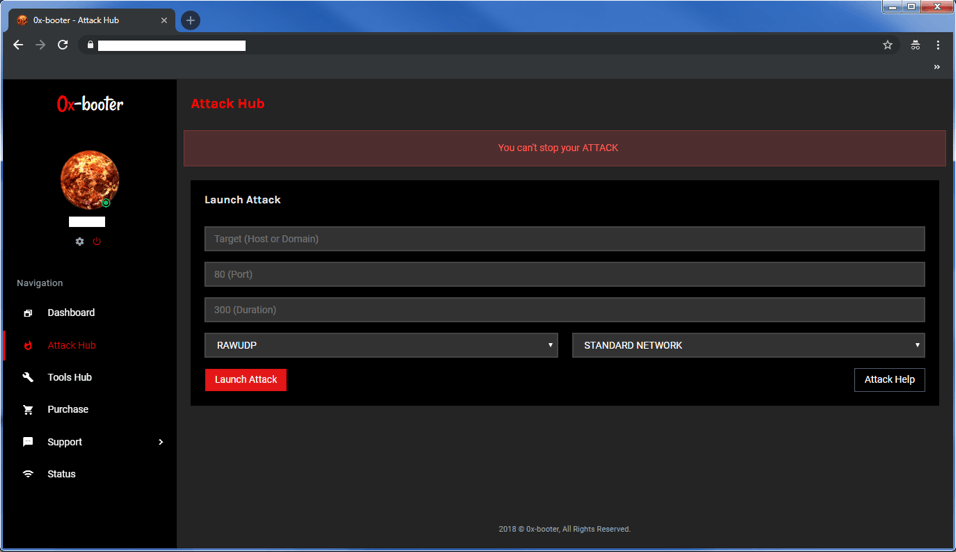 0x-booter - Attack Hub
0x-booter
Attack Hub
You can't stop your ATTACK
Launch Attack
Target (Host or Domain)
80 (Port)
300 (Duration)
RAWUDP
STANDARD NETWORK
Launch Attack
Attack Help
Navigation
Dashboard
Attack Hub
Tools Hub
Purchase
Support
Status
2018 © 0x-booter, All Rights Reserved.